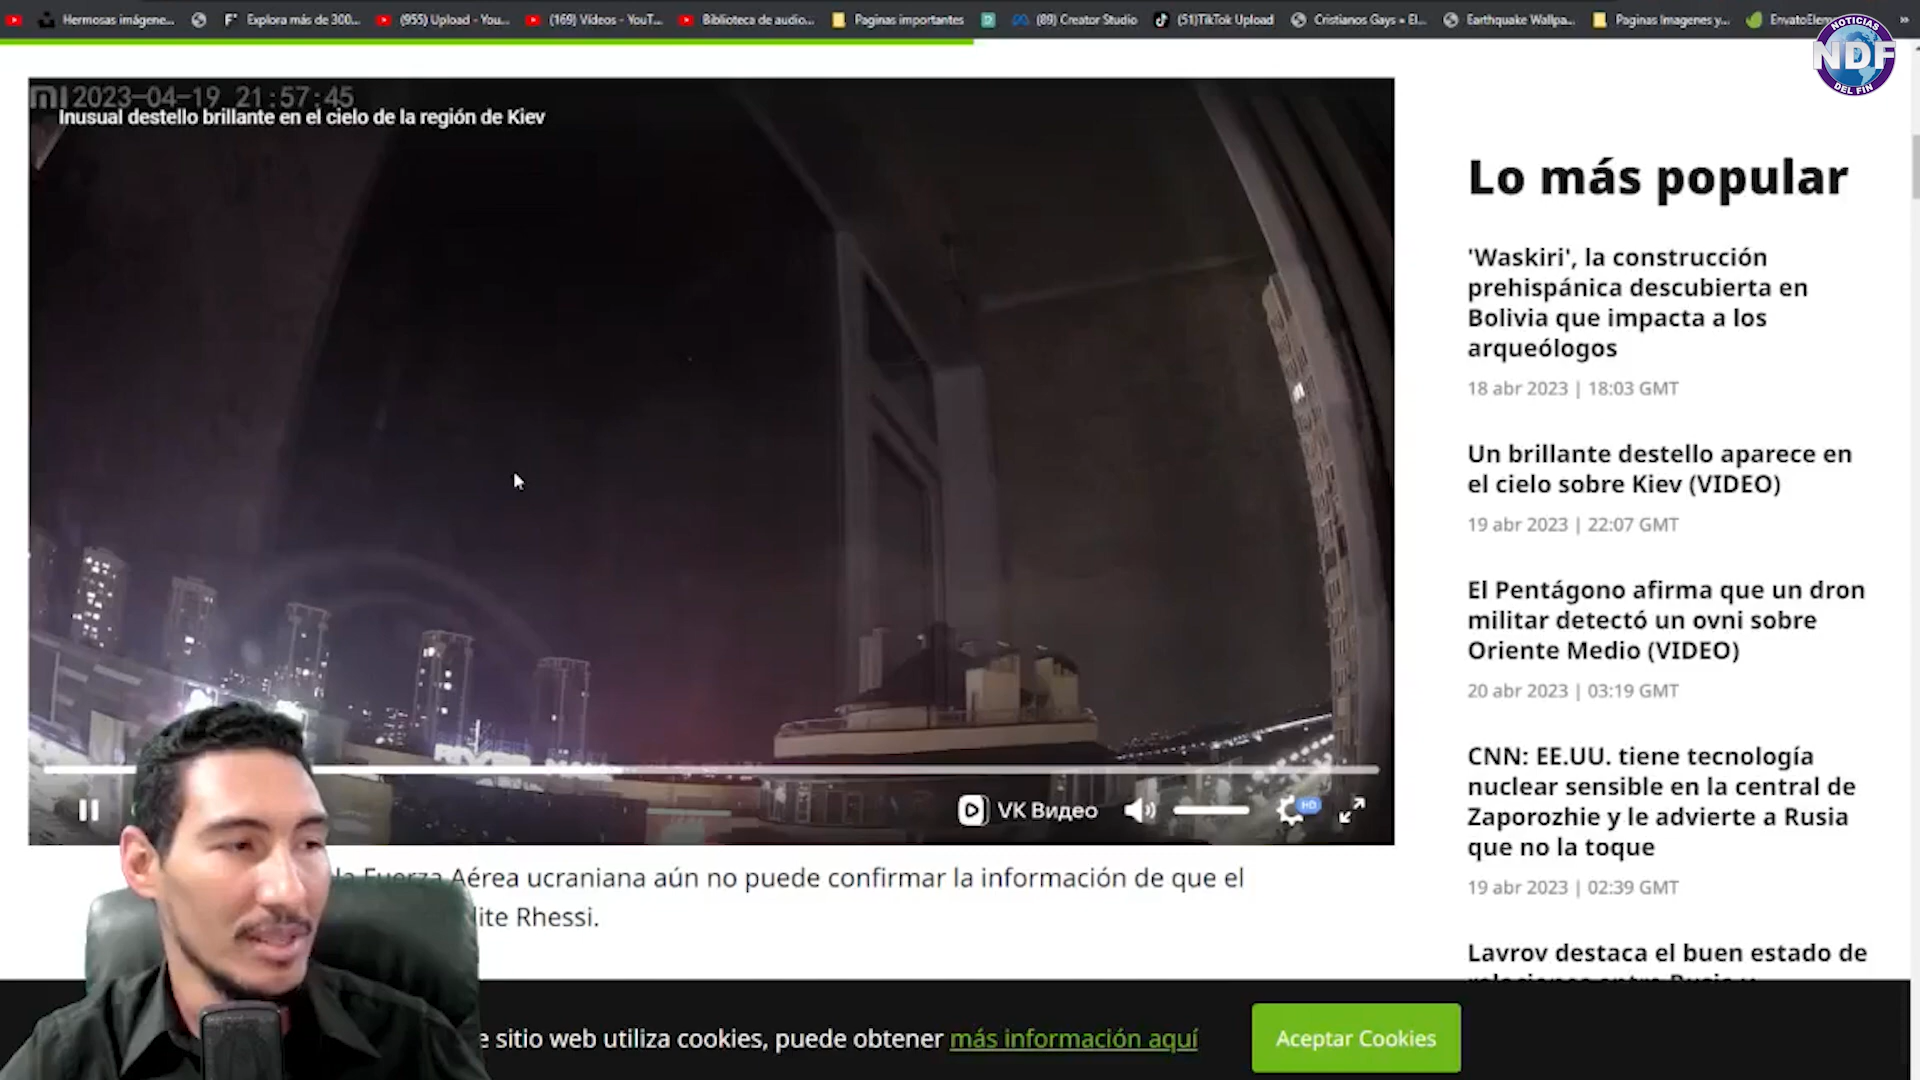 Hermosas imágene...
Explora más de 300...
(955) Upload - You...
(169) Vídeos - YouT...
Biblioteca de audio...
Paginas importantes
(89) Creator Studio
(51)TikTok Upload
Cristianos Gays • El...
Earthquake Wallpa...
Paginas Imagenes y...
»
NOTICIAS
NDF
DEL FIN
mi 2023-04-19 21:57:45
Inusual destello brillante en el cielo de la región de Kiev
VK Видео
HD
la Fuerza Aérea ucraniana aún no puede confirmar la información de que el
lite Rhessi.
Lo más popular
'Waskiri', la construcción
prehispánica descubierta en
Bolivia que impacta a los
arqueólogos
18 abr 2023 | 18:03 GMT
Un brillante destello aparece en
el cielo sobre Kiev (VIDEO)
19 abr 2023 | 22:07 GMT
El Pentágono afirma que un dron
militar detectó un ovni sobre
Oriente Medio (VIDEO)
20 abr 2023 | 03:19 GMT
CNN: EE.UU. tiene tecnología
nuclear sensible en la central de
Zaporozhie y le advierte a Rusia
que no la toque
19 abr 2023 | 02:39 GMT
Lavrov destaca el buen estado de
e sitio web utiliza cookies, puede obtener más información aquí
Aceptar Cookies